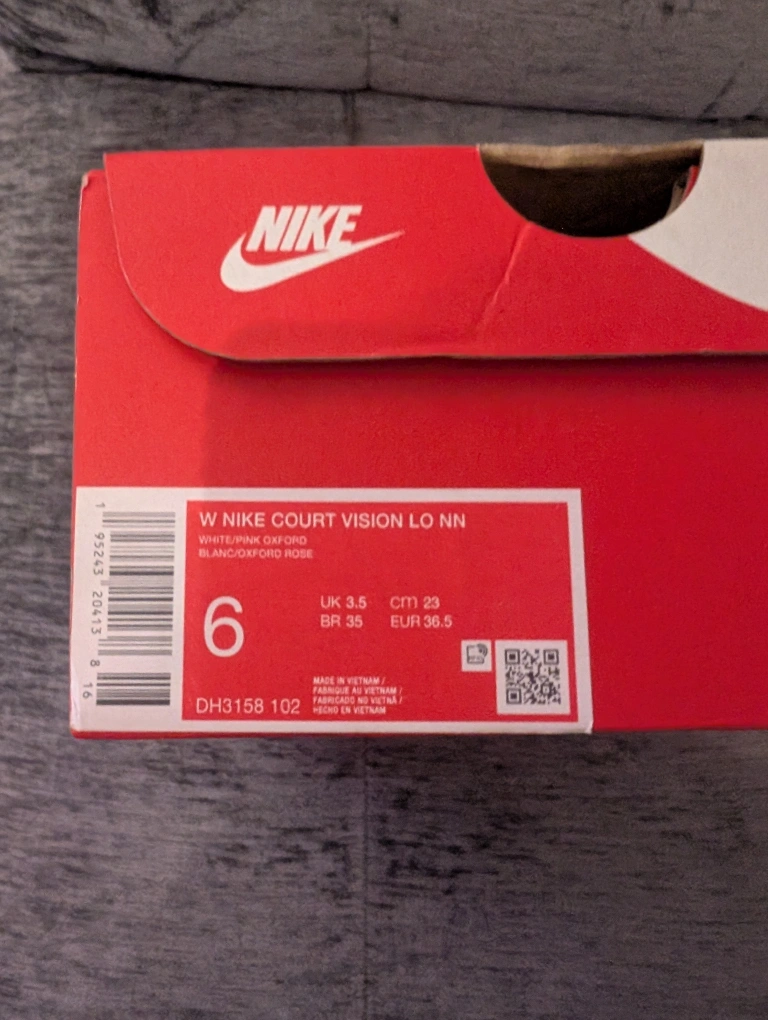 NIKE
W NIKE COURT VISION LO NN
WHITE/PINK OXFORD
BLANC/OXFORD ROSE
6
UK 3.5 cm 23
BR 35 EUR 36.5
MADE IN VIETNAM /
FABRIQUE AU VIETNAM /
FABRICADO NO VIETNÃ /
HECHO EN VIETNAM
DH3158 102
1 95243 20413 8 16